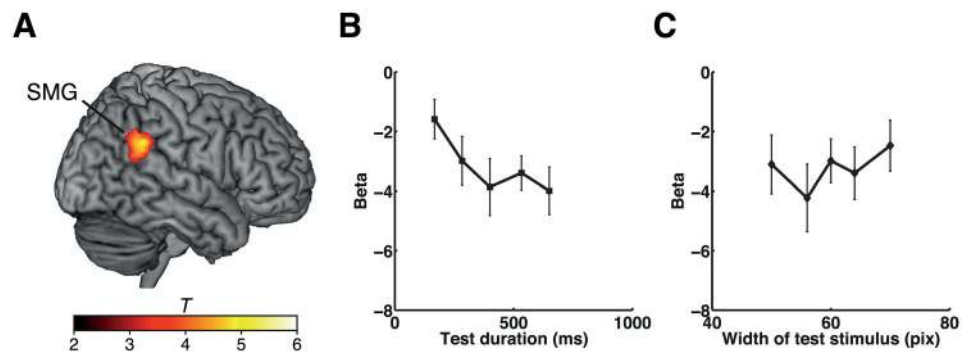 A
SMG
T
2 3 4 5 6
B
0
−2
−4
−6
−8
Beta
0 500 1000
Test duration (ms)
C
0
−2
−4
−6
−8
Beta
40 60 80
Width of test stimulus (pix)